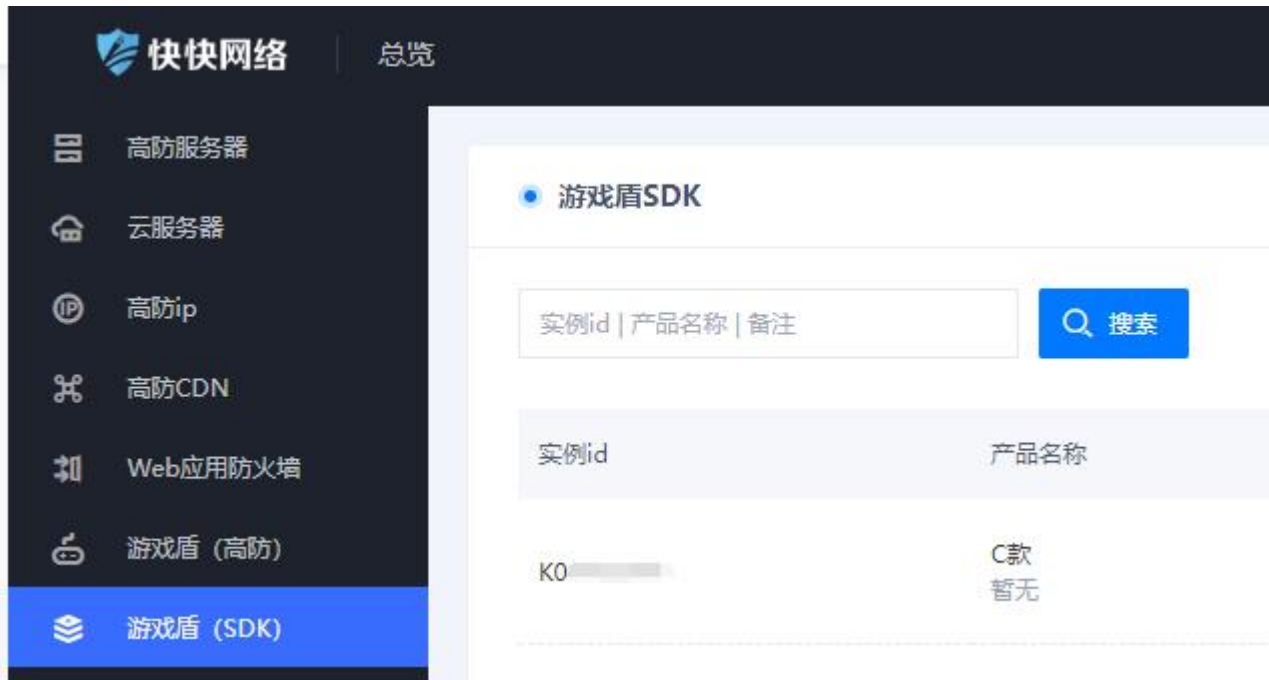 快快网络
总览
高防服务器
云服务器
IP 高防ip
高防CDN
Web应用防火墙
游戏盾（高防）
游戏盾（SDK）
游戏盾SDK
实例id | 产品名称 | 备注
搜索
实例id 产品名称
K0 C款
暂无